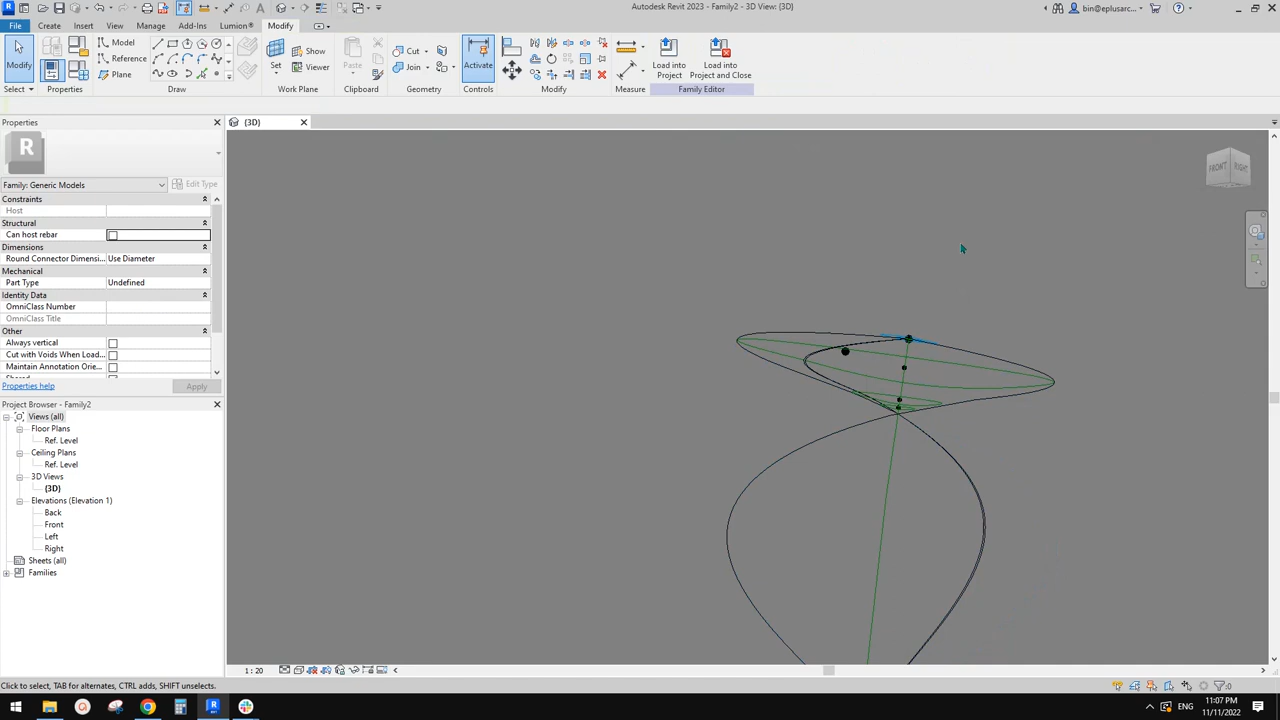 Autodesk Revit 2023 - Family2 - 3D View: {3D}
bin@eplusarc...
File Create Insert View Manage Add-Ins Lumion® Modify
Modify
Model
Reference
Plane
Set
Show
Viewer
Paste
Cut
Join
Activate
Load into
Project
Load into
Project and Close
Select Properties Draw Work Plane Clipboard Geometry Controls Modify Measure Family Editor
Properties
{3D}
R
FRONT RIGHT
Family: Generic Models
Edit Type
Constraints
Host
Structural
Can host rebar
Dimensions
Round Connector Dimensi... Use Diameter
Mechanical
Part Type Undefined
Identity Data
OmniClass Number
OmniClass Title
Other
Always vertical
Cut with Voids When Load...
Maintain Annotation Orie...
Properties help
Apply
Project Browser - Family2
Views (all)
Floor Plans
Ref. Level
Ceiling Plans
Ref. Level
3D Views
{3D}
Elevations (Elevation 1)
Back
Front
Left
Right
Sheets (all)
Families
1 : 20
Click to select, TAB for alternates, CTRL adds, SHIFT unselects.
:0
ENG
11:07 PM
11/11/2022